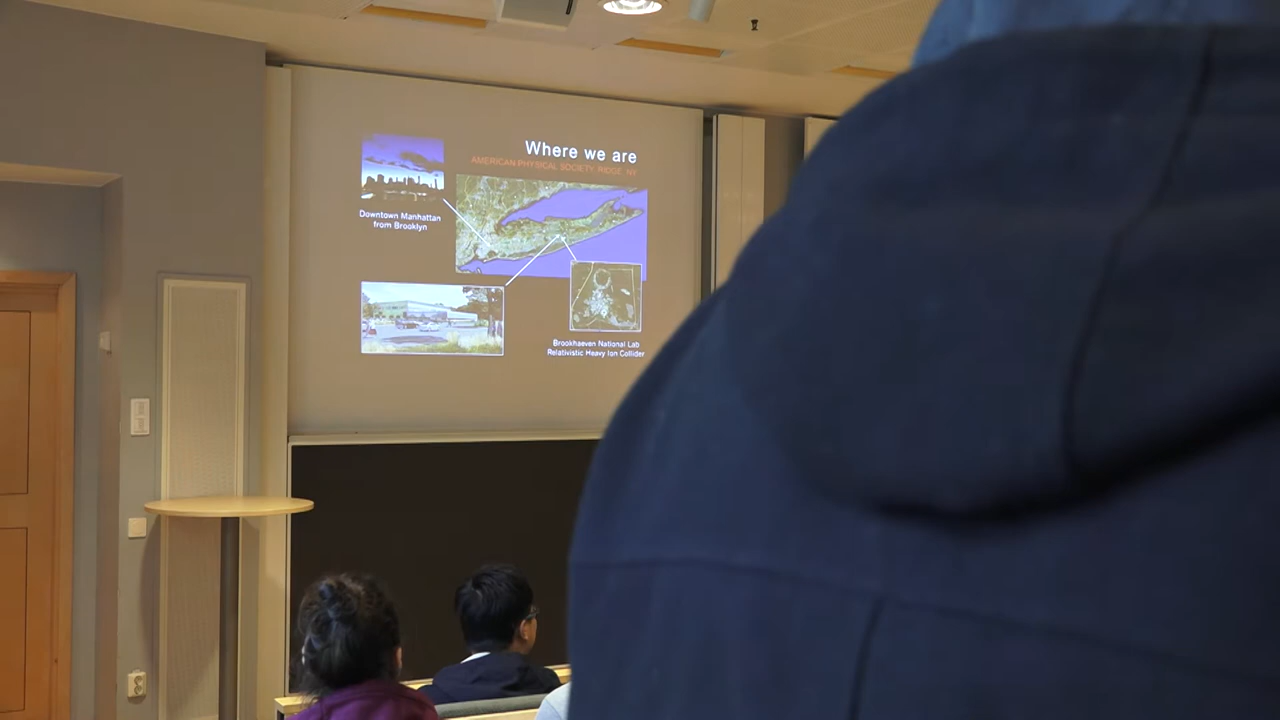 Where we are
AMERICAN PHYSICAL SOCIETY, RIDGE, NY
Downtown Manhattan
from Brooklyn
Brookhaven National Lab
Relativistic Heavy Ion Collider